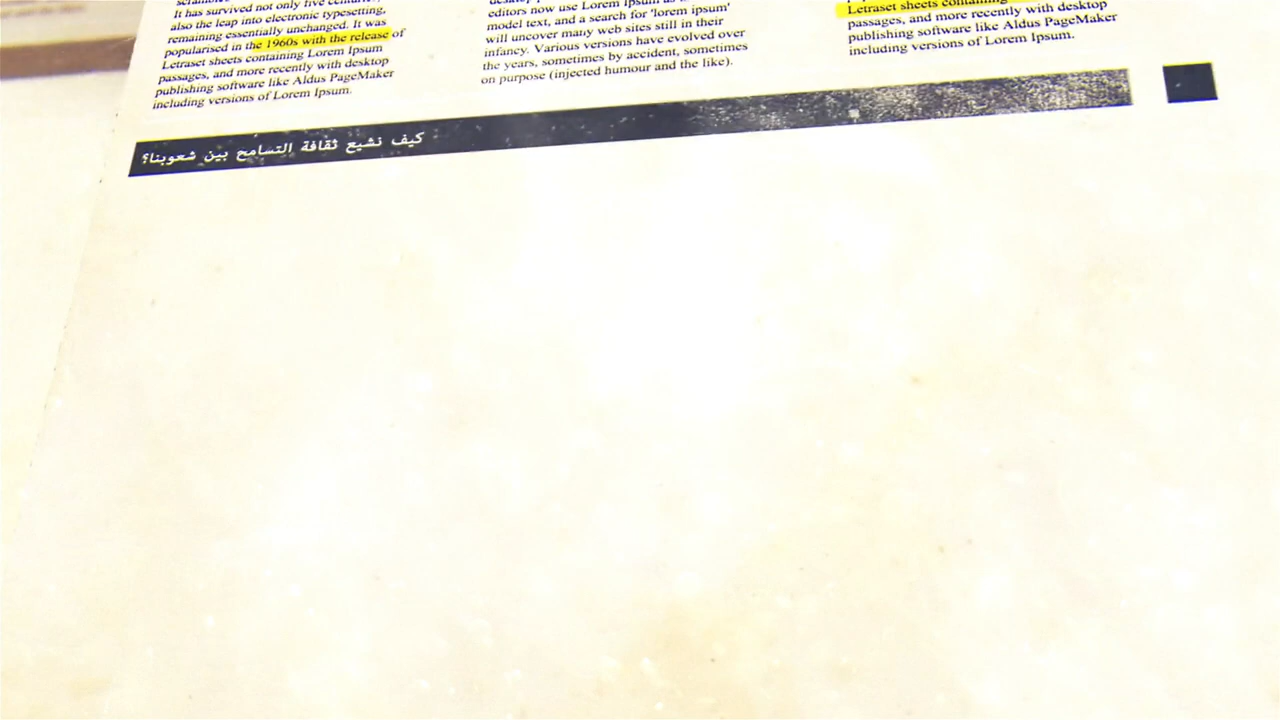 It has survived not only five
also the leap into electronic typesetting,
remaining essentially unchanged. It was
popularised in the 1960s with the release of
Letraset sheets containing Lorem Ipsum
passages, and more recently with desktop
publishing software like Aldus PageMaker
including versions of Lorem Ipsum.
editors now use Lorem Ipsum as
model text, and a search for 'lorem ipsum'
will uncover many web sites still in their
infancy. Various versions have evolved over
the years, sometimes by accident, sometimes
on purpose (injected humour and the like).
Letraset sheets containing
passages, and more recently with desktop
publishing software like Aldus PageMaker
including versions of Lorem Ipsum.
كيف نشيع ثقافة التسامح بين شعوبنا؟